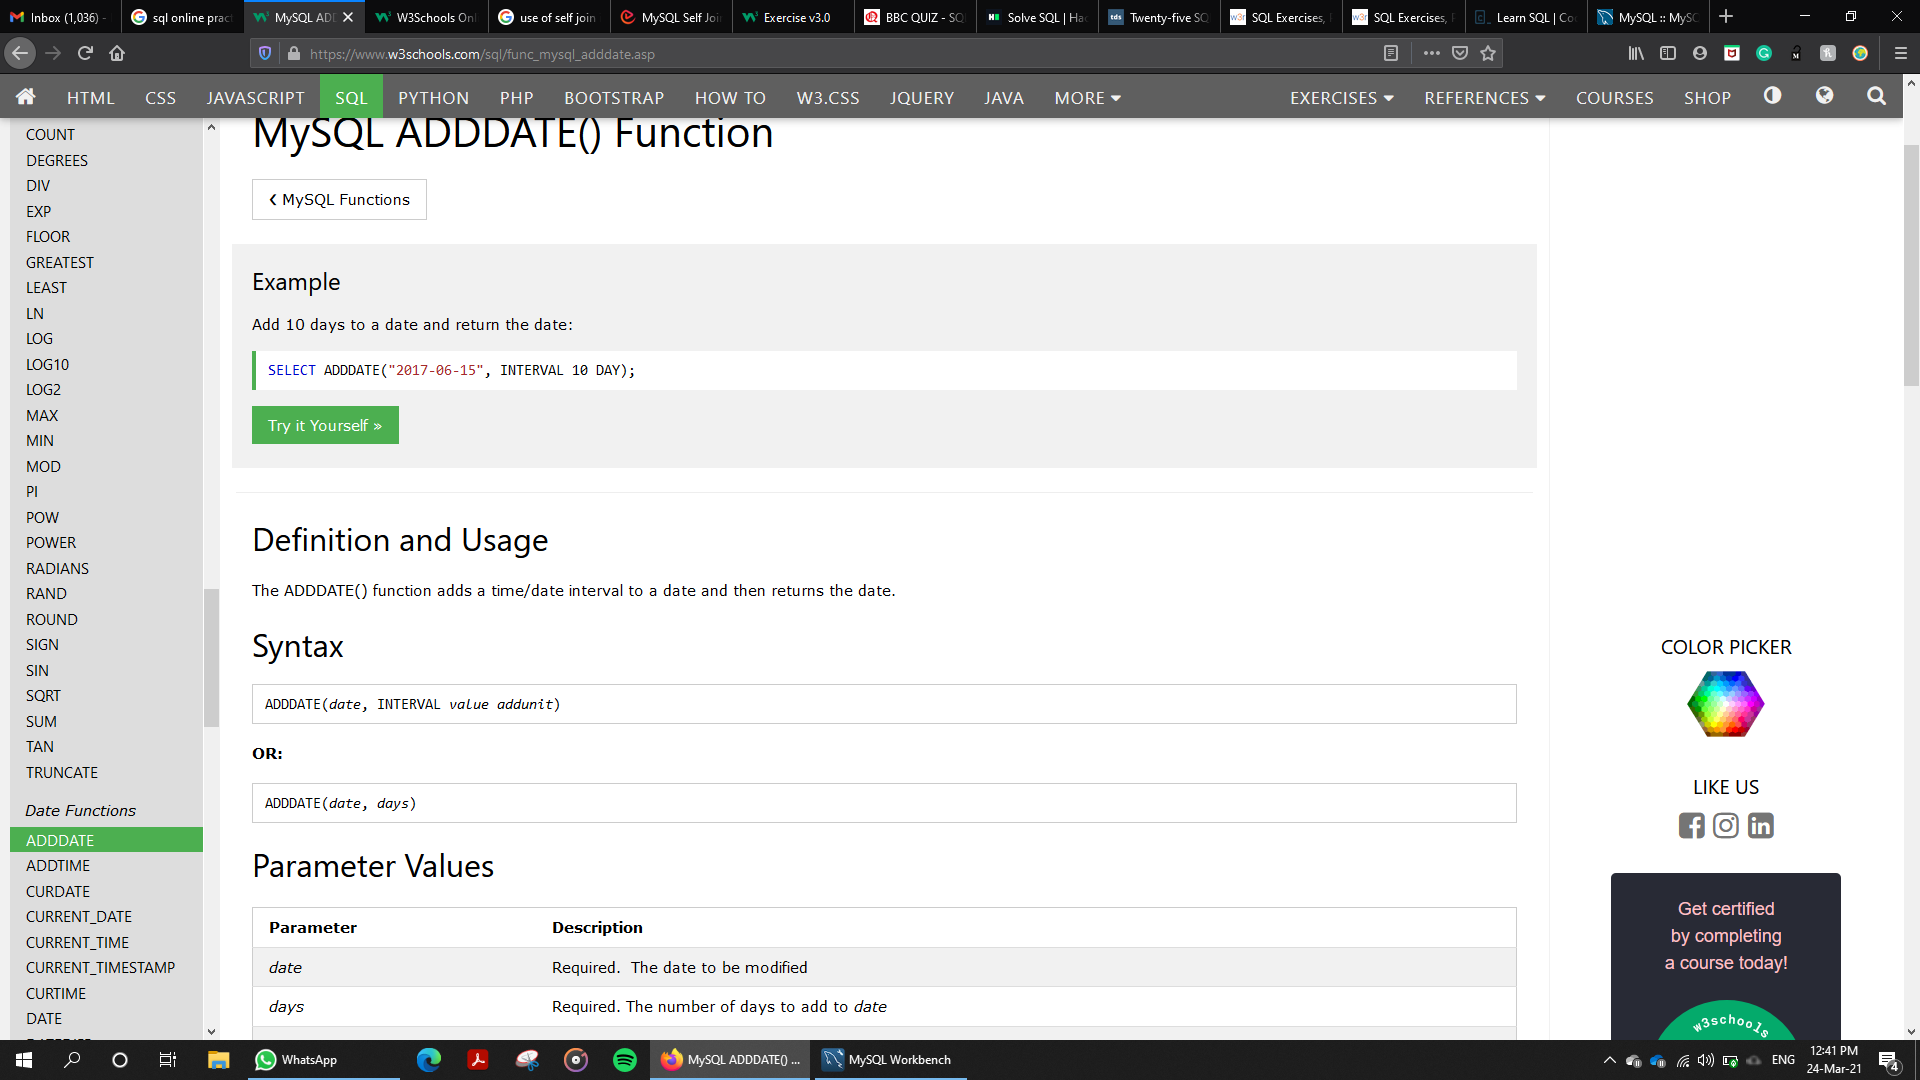 Inbox (1,036) -
sql online pract
MySQL ADD
W3Schools Onl
use of self join
MySQL Self Joi
Exercise v3.0
BBC QUIZ - SQ
Solve SQL | Hac
Twenty-five SQ
SQL Exercises, P
SQL Exercises, P
Learn SQL | Co
MySQL :: MySQ
https://www.w3schools.com/sql/func_mysql_adddate.asp
HTML
CSS
JAVASCRIPT
SQL
PYTHON
PHP
BOOTSTRAP
HOW TO
W3.CSS
JQUERY
JAVA
MORE
EXERCISES
REFERENCES
COURSES
SHOP
COUNT
DEGREES
DIV
EXP
FLOOR
GREATEST
LEAST
LN
LOG
LOG10
LOG2
MAX
MIN
MOD
PI
POW
POWER
RADIANS
RAND
ROUND
SIGN
SIN
SQRT
SUM
TAN
TRUNCATE
Date Functions
ADDDATE
ADDTIME
CURDATE
CURRENT_DATE
CURRENT_TIME
CURRENT_TIMESTAMP
CURTIME
DATE
MySQL ADDDATE() Function
❮ MySQL Functions
Example
Add 10 days to a date and return the date:
SELECT ADDDATE("2017-06-15", INTERVAL 10 DAY);
Try it Yourself »
Definition and Usage
The ADDDATE() function adds a time/date interval to a date and then returns the date.
Syntax
ADDDATE(date, INTERVAL value addunit)
OR:
ADDDATE(date, days)
Parameter Values
Parameter Description
date Required. The date to be modified
days Required. The number of days to add to date
COLOR PICKER
LIKE US
Get certified
by completing
a course today!
w3schools
WhatsApp
MySQL ADDDATE() ...
MySQL Workbench
ENG
12:41 PM
24-Mar-21
4